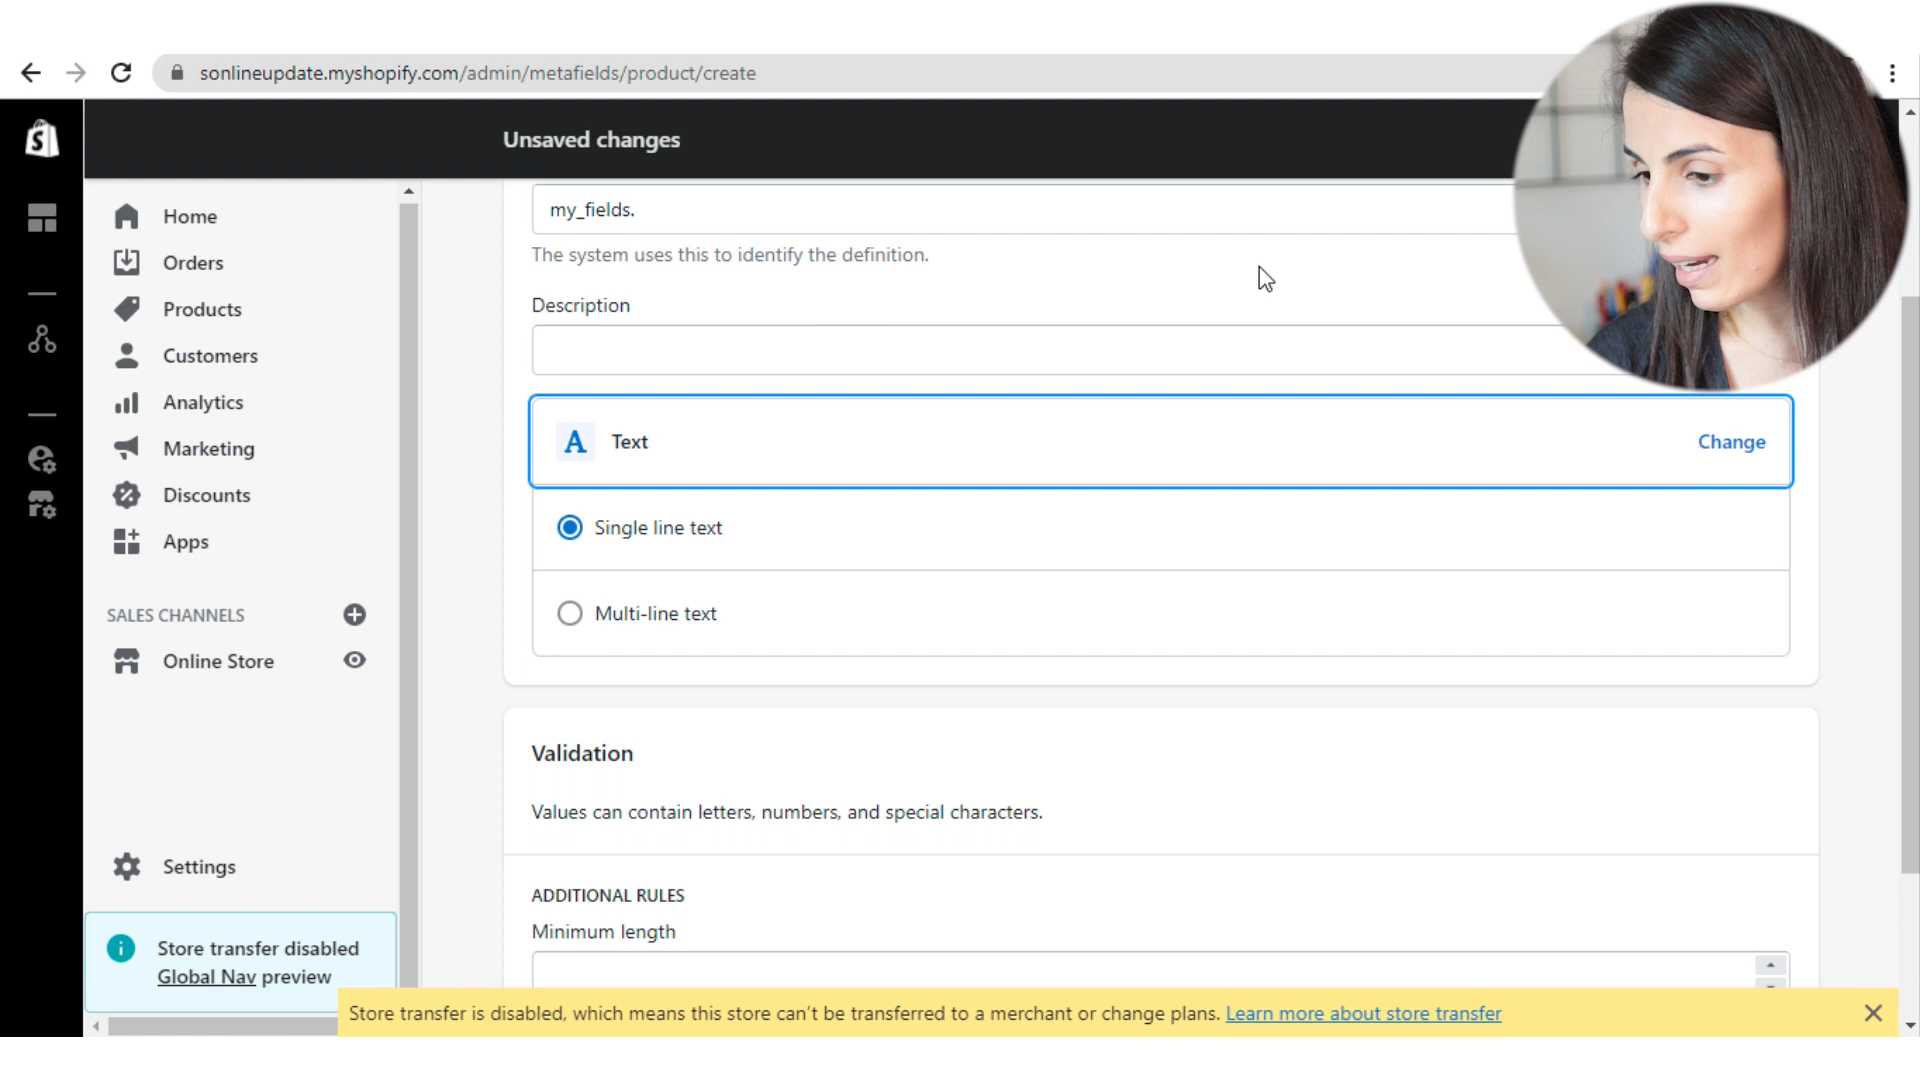 sonlineupdate.myshopify.com/admin/metafields/product/create
Unsaved changes
Home
Orders
Products
Customers
Analytics
Marketing
Discounts
Apps
SALES CHANNELS
Online Store
Settings
Store transfer disabled
Global Nav preview
my_fields.
The system uses this to identify the definition.
Description
A Text Change
Single line text
Multi-line text
Validation
Values can contain letters, numbers, and special characters.
ADDITIONAL RULES
Minimum length
Store transfer is disabled, which means this store can't be transferred to a merchant or change plans. Learn more about store transfer